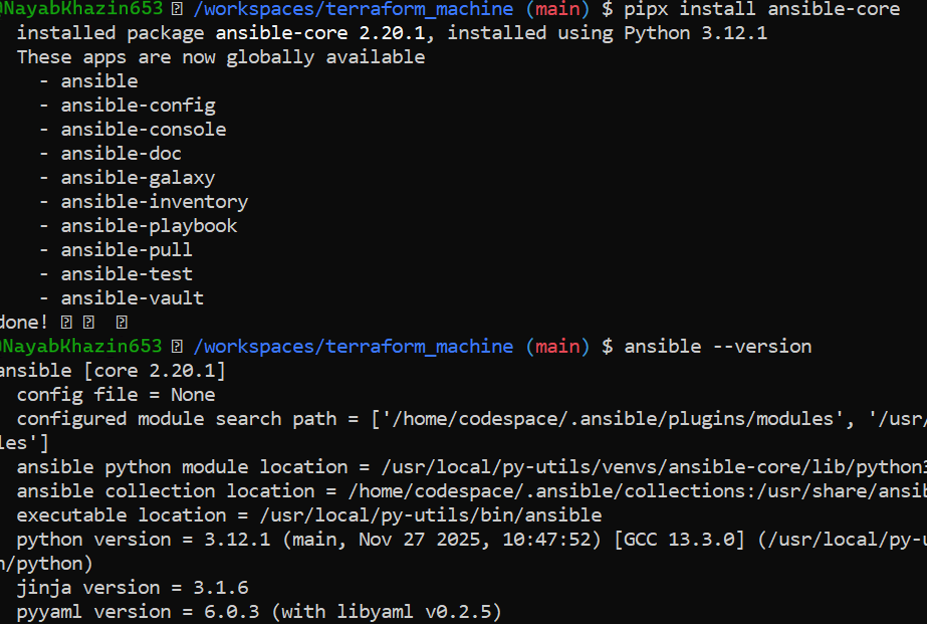 @NayabKhazin653 /workspaces/terraform_machine (main) $ pipx install ansible-core
installed package ansible-core 2.20.1, installed using Python 3.12.1
These apps are now globally available
- ansible
- ansible-config
- ansible-console
- ansible-doc
- ansible-galaxy
- ansible-inventory
- ansible-playbook
- ansible-pull
- ansible-test
- ansible-vault
done!
@NayabKhazin653 /workspaces/terraform_machine (main) $ ansible --version
ansible [core 2.20.1]
config file = None
configured module search path = ['/home/codespace/.ansible/plugins/modules', '/usr/
les']
ansible python module location = /usr/local/py-utils/venvs/ansible-core/lib/python3
ansible collection location = /home/codespace/.ansible/collections:/usr/share/ansib
executable location = /usr/local/py-utils/bin/ansible
python version = 3.12.1 (main, Nov 27 2025, 10:47:52) [GCC 13.3.0] (/usr/local/py-u
n/python)
jinja version = 3.1.6
pyyaml version = 6.0.3 (with libyaml v0.2.5)